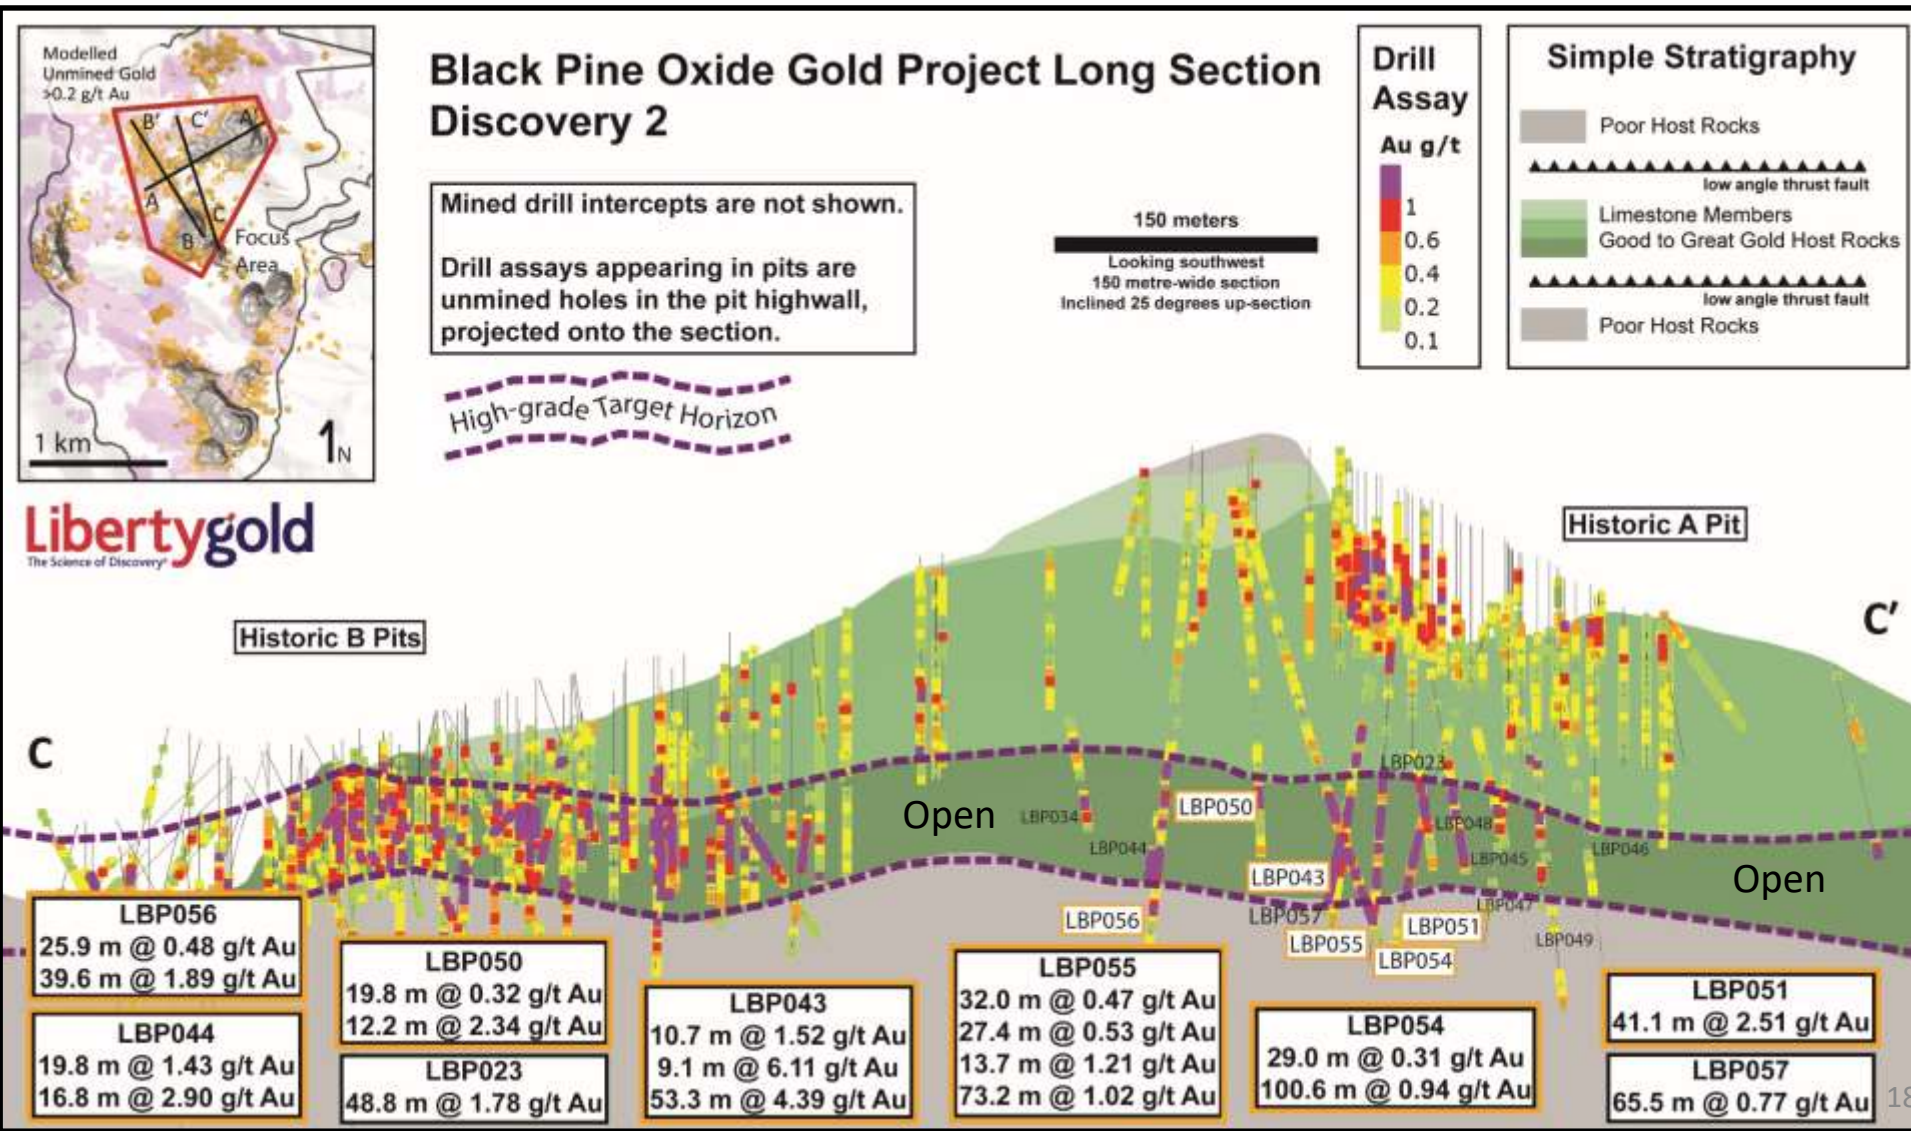 Modelled
Unmined Gold
>0.2 g/t Au
B' C' A'
A
C
B
Focus
Area
1 km
1N
Black Pine Oxide Gold Project Long Section
Discovery 2
Mined drill intercepts are not shown.
Drill assays appearing in pits are
unmined holes in the pit highwall,
projected onto the section.
High-grade Target Horizon
150 meters
Looking southwest
150 metre-wide section
Inclined 25 degrees up-section
Drill
Assay
Au g/t
1
0.6
0.4
0.2
0.1
Simple Stratigraphy
Poor Host Rocks
low angle thrust fault
Limestone Members
Good to Great Gold Host Rocks
low angle thrust fault
Poor Host Rocks
Libertygold
The Science of Discovery®
Historic A Pit
Historic B Pits
C
C'
LBP023
Open
LBP034
LBP050
LBP044
LBP048
LBP045
LBP046
LBP043
Open
LBP056
LBP057
LBP055
LBP051
LBP054
LBP047
LBP049
LBP056
25.9 m @ 0.48 g/t Au
39.6 m @ 1.89 g/t Au
LBP044
19.8 m @ 1.43 g/t Au
16.8 m @ 2.90 g/t Au
LBP050
19.8 m @ 0.32 g/t Au
12.2 m @ 2.34 g/t Au
LBP023
48.8 m @ 1.78 g/t Au
LBP043
10.7 m @ 1.52 g/t Au
9.1 m @ 6.11 g/t Au
53.3 m @ 4.39 g/t Au
LBP055
32.0 m @ 0.47 g/t Au
27.4 m @ 0.53 g/t Au
13.7 m @ 1.21 g/t Au
73.2 m @ 1.02 g/t Au
LBP054
29.0 m @ 0.31 g/t Au
100.6 m @ 0.94 g/t Au
LBP051
41.1 m @ 2.51 g/t Au
LBP057
65.5 m @ 0.77 g/t Au
18